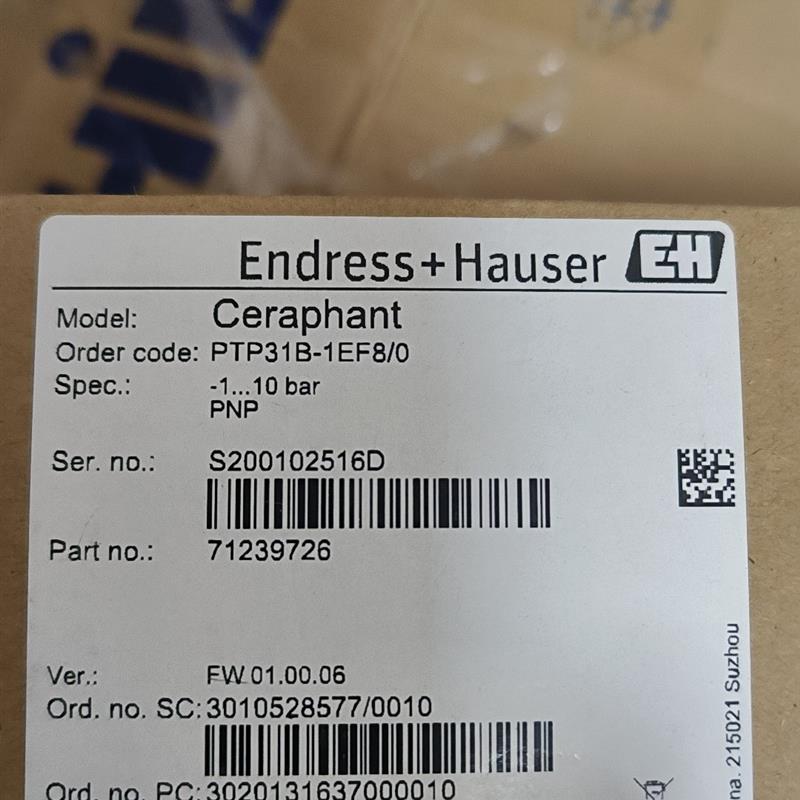 Endress+Hauser EH
Model: Ceraphant
Order code: PTP31B-1EF8/0
Spec.: -1...10 bar
PNP
Ser. no.: S200102516D
Part no.: 71239726
Ver.: FW 01.00.06
Ord. no. SC: 3010528577/0010
Ord. no. PC: 3020131637000010
215021 Suzhou